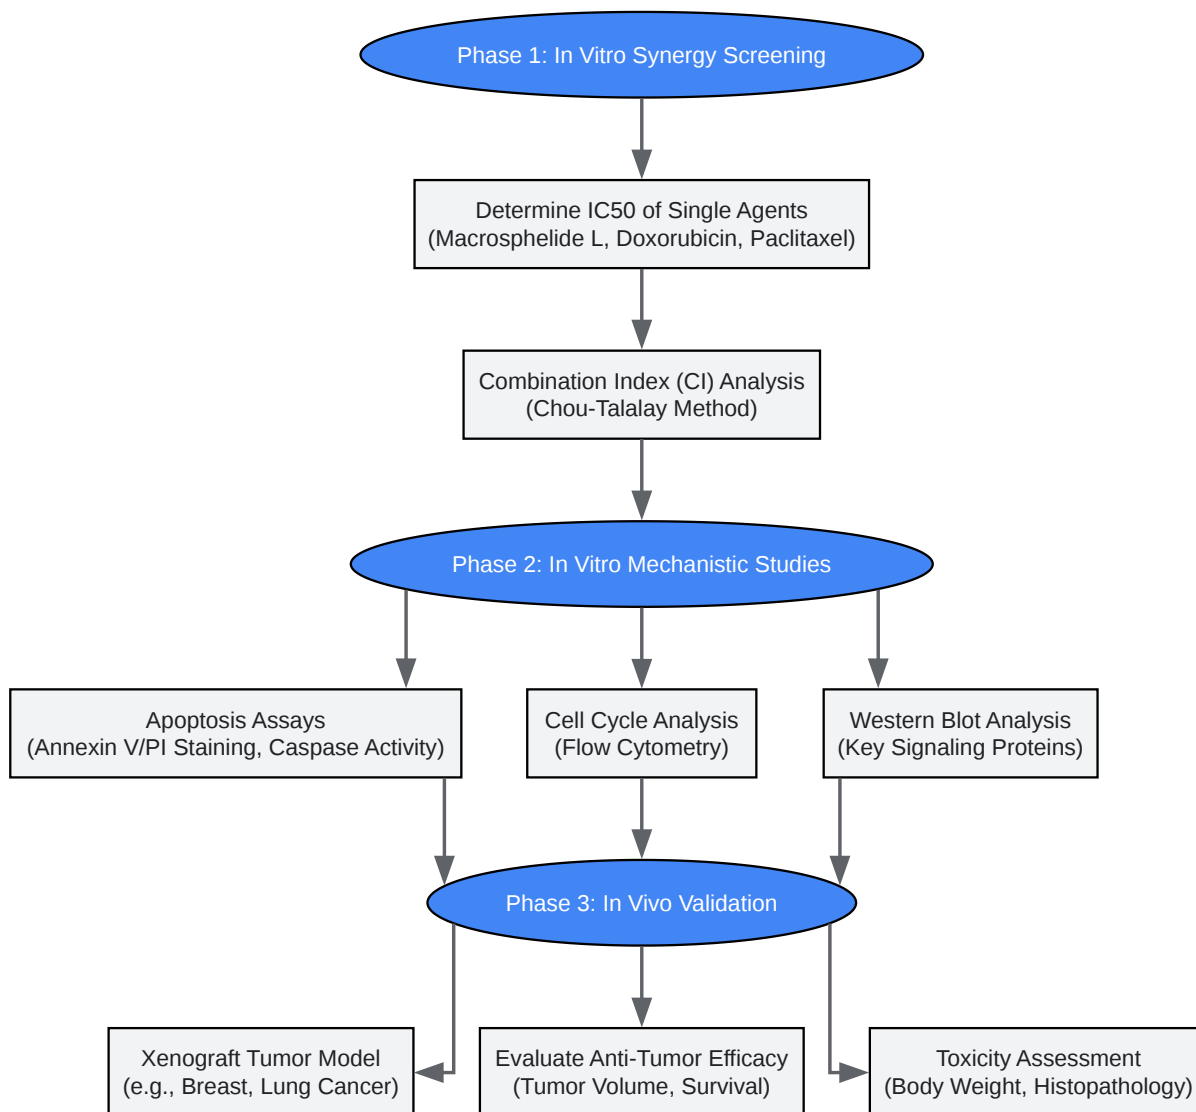 Phase 1: In Vitro Synergy Screening
Determine IC50 of Single Agents
(Macrosphelide L, Doxorubicin, Paclitaxel)
Combination Index (CI) Analysis
(Chou-Talalay Method)
Phase 2: In Vitro Mechanistic Studies
Apoptosis Assays
(Annexin V/PI Staining, Caspase Activity)
Cell Cycle Analysis
(Flow Cytometry)
Western Blot Analysis
(Key Signaling Proteins)
Phase 3: In Vivo Validation
Xenograft Tumor Model
(e.g., Breast, Lung Cancer)
Evaluate Anti-Tumor Efficacy
(Tumor Volume, Survival)
Toxicity Assessment
(Body Weight, Histopathology)